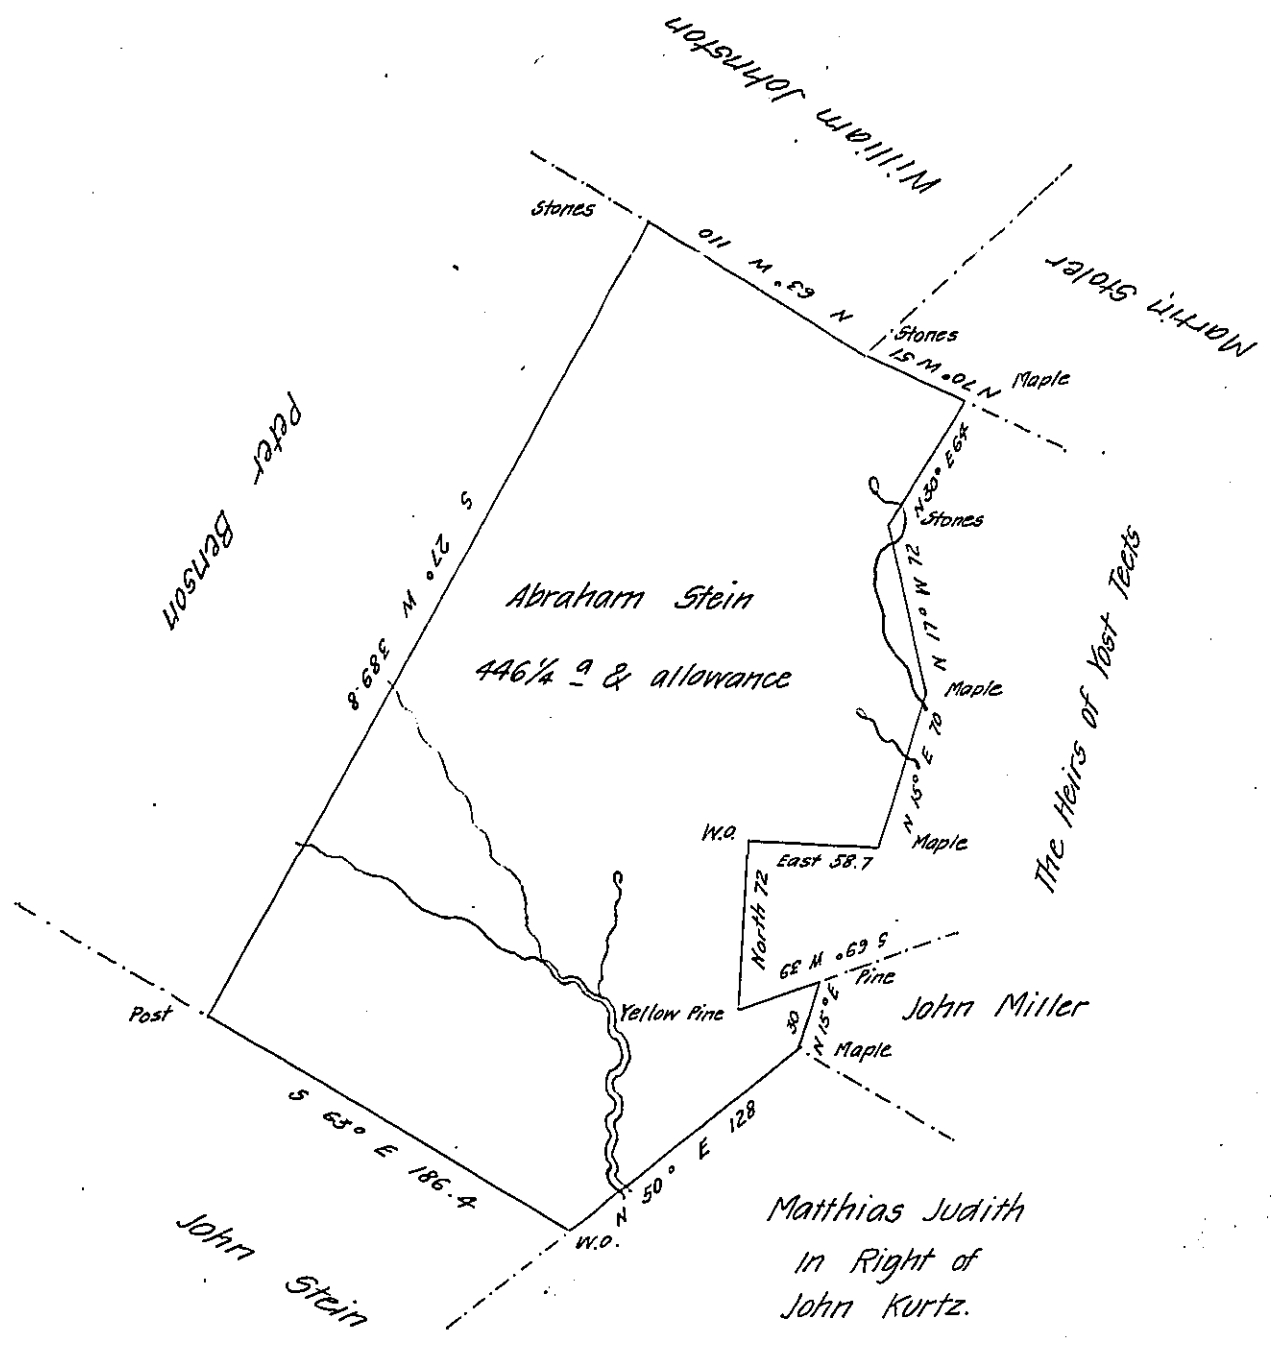 William Johnston
Martin Stoler
Stones
N 63° W 110
Stones
N 70° W 51
Maple
N 30° E 64
Stones
N 17° W 72
Maple
N 15° E 70
Maple
East 58.7
W.O.
North 72
Yellow Pine
S 69° W 39
Pine
N 15° E
30
Maple
N 50° E 128
W.O.
S 63° E 186.4
Post
S 27° W 389.8
Peter Benson
Abraham Stein
446 1/4 a & allowance
The Heirs of Yost Teets
John Miller
Matthias Judith
In Right of
John Kurtz.
John Stein